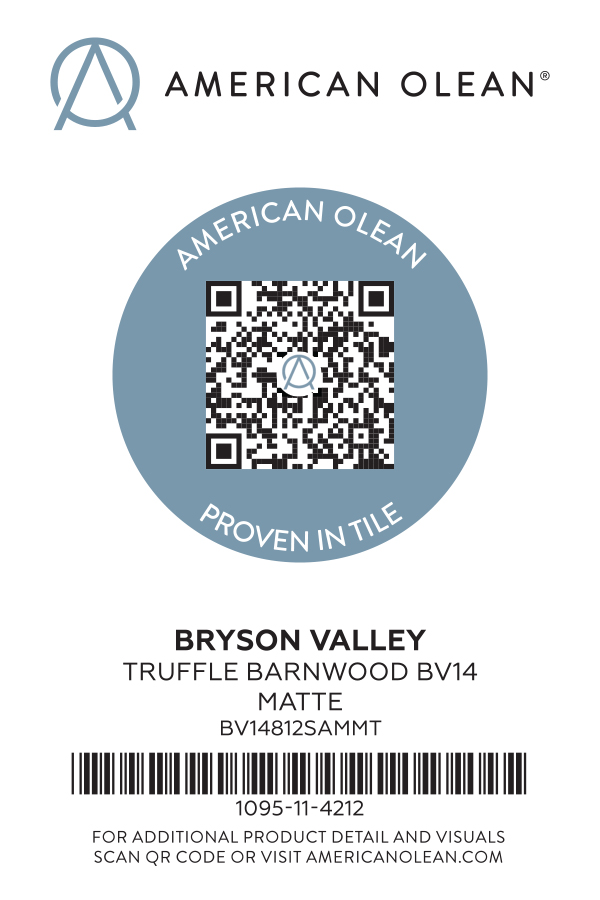 AMERICAN OLEAN®
AMERICAN OLEAN
PROVEN IN TILE
BRYSON VALLEY
TRUFFLE BARNWOOD BV14
MATTE
BV14812SAMMT
1095-11-4212
FOR ADDITIONAL PRODUCT DETAIL AND VISUALS
SCAN QR CODE OR VISIT AMERICANOLEAN.COM